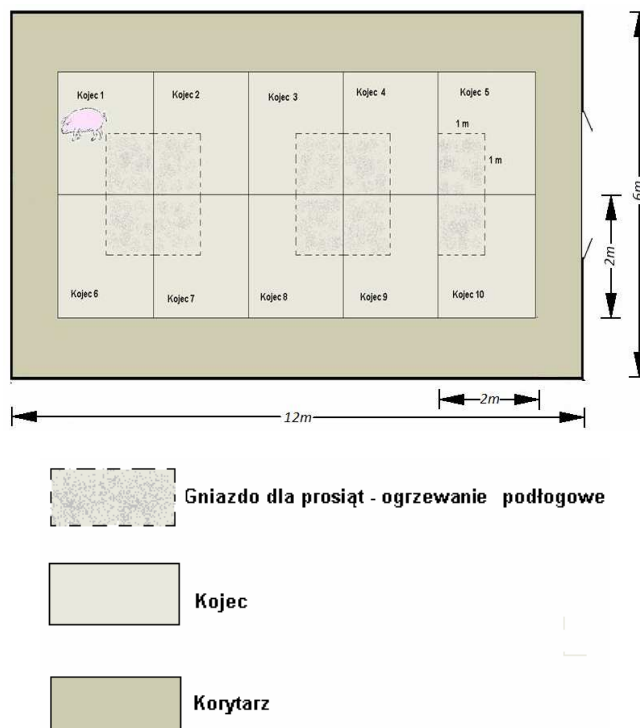 Kojec 1
Kojec 2
Kojec 3
Kojec 4
Kojec 5
1 m
1 m
6m
2m
Kojec 6
Kojec 7
Kojec 8
Kojec 9
Kojec 10
2m
12m
Gniazdo dla prosiąt - ogrzewanie podłogowe
Kojec
Korytarz